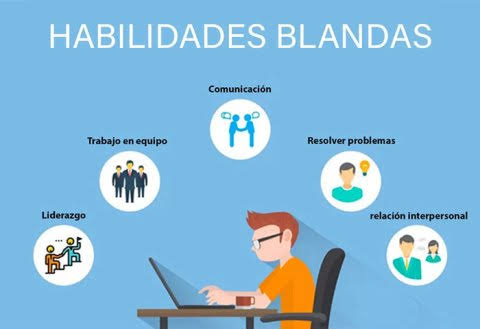 HABILIDADES BLANDAS
Comunicación
Trabajo en equipo
Resolver problemas
Liderazgo
relación interpersonal